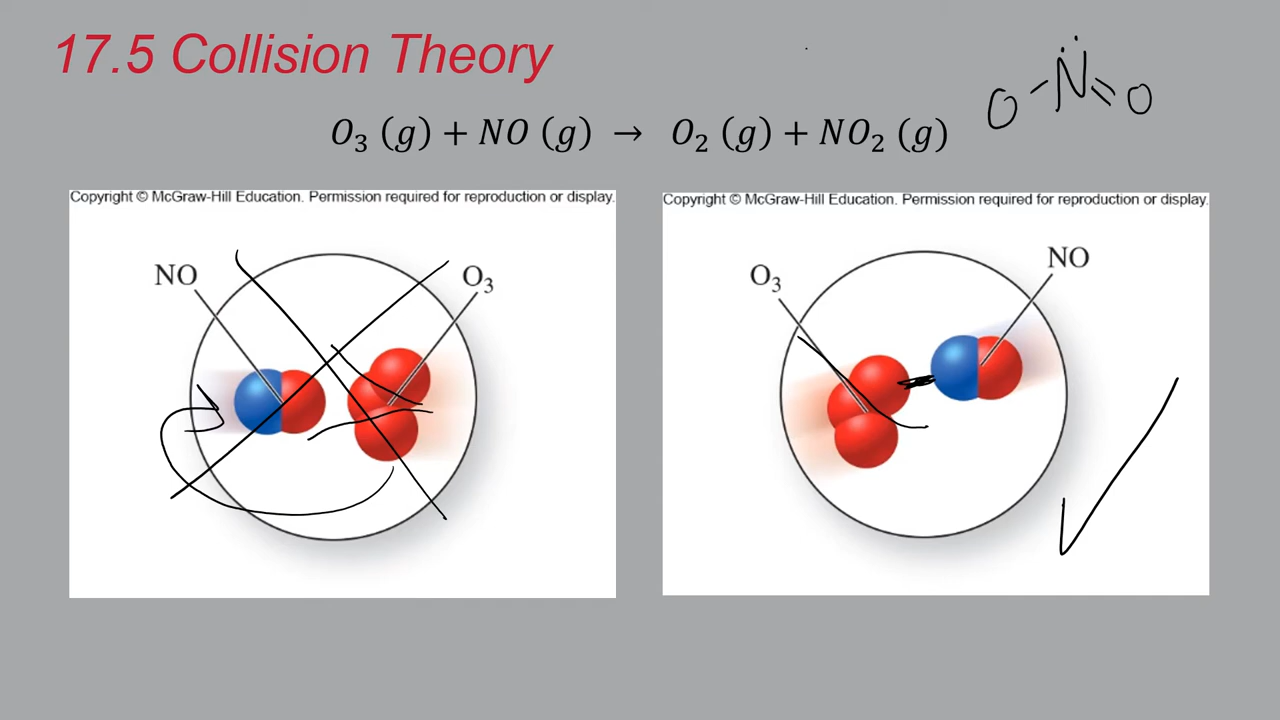 17.5 Collision Theory
O₃ (g) + NO (g) → O₂ (g) + NO₂ (g)
O - N̈ = O
Copyright © McGraw-Hill Education. Permission required for reproduction or display.
NO
O₃
Copyright © McGraw-Hill Education. Permission required for reproduction or display.
O₃
NO